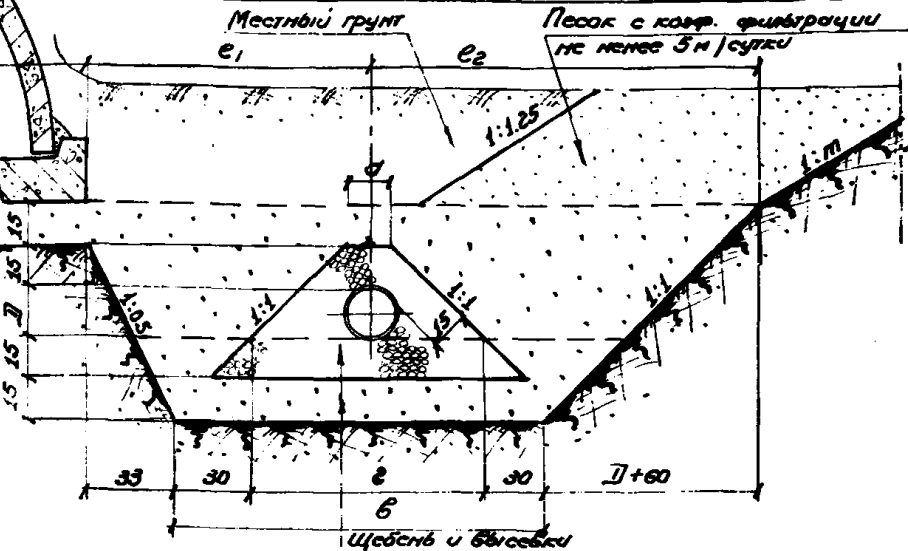 Местный грунт
Песок с коэф. фильтрации
не менее 5 м/сутки
e₁
e₂
1:1.25
1:m
15
15
D
15
15
1:0.5
1:1
15
1:1
1:1
33
30
г
30
D+60
в
Щебень и высевки